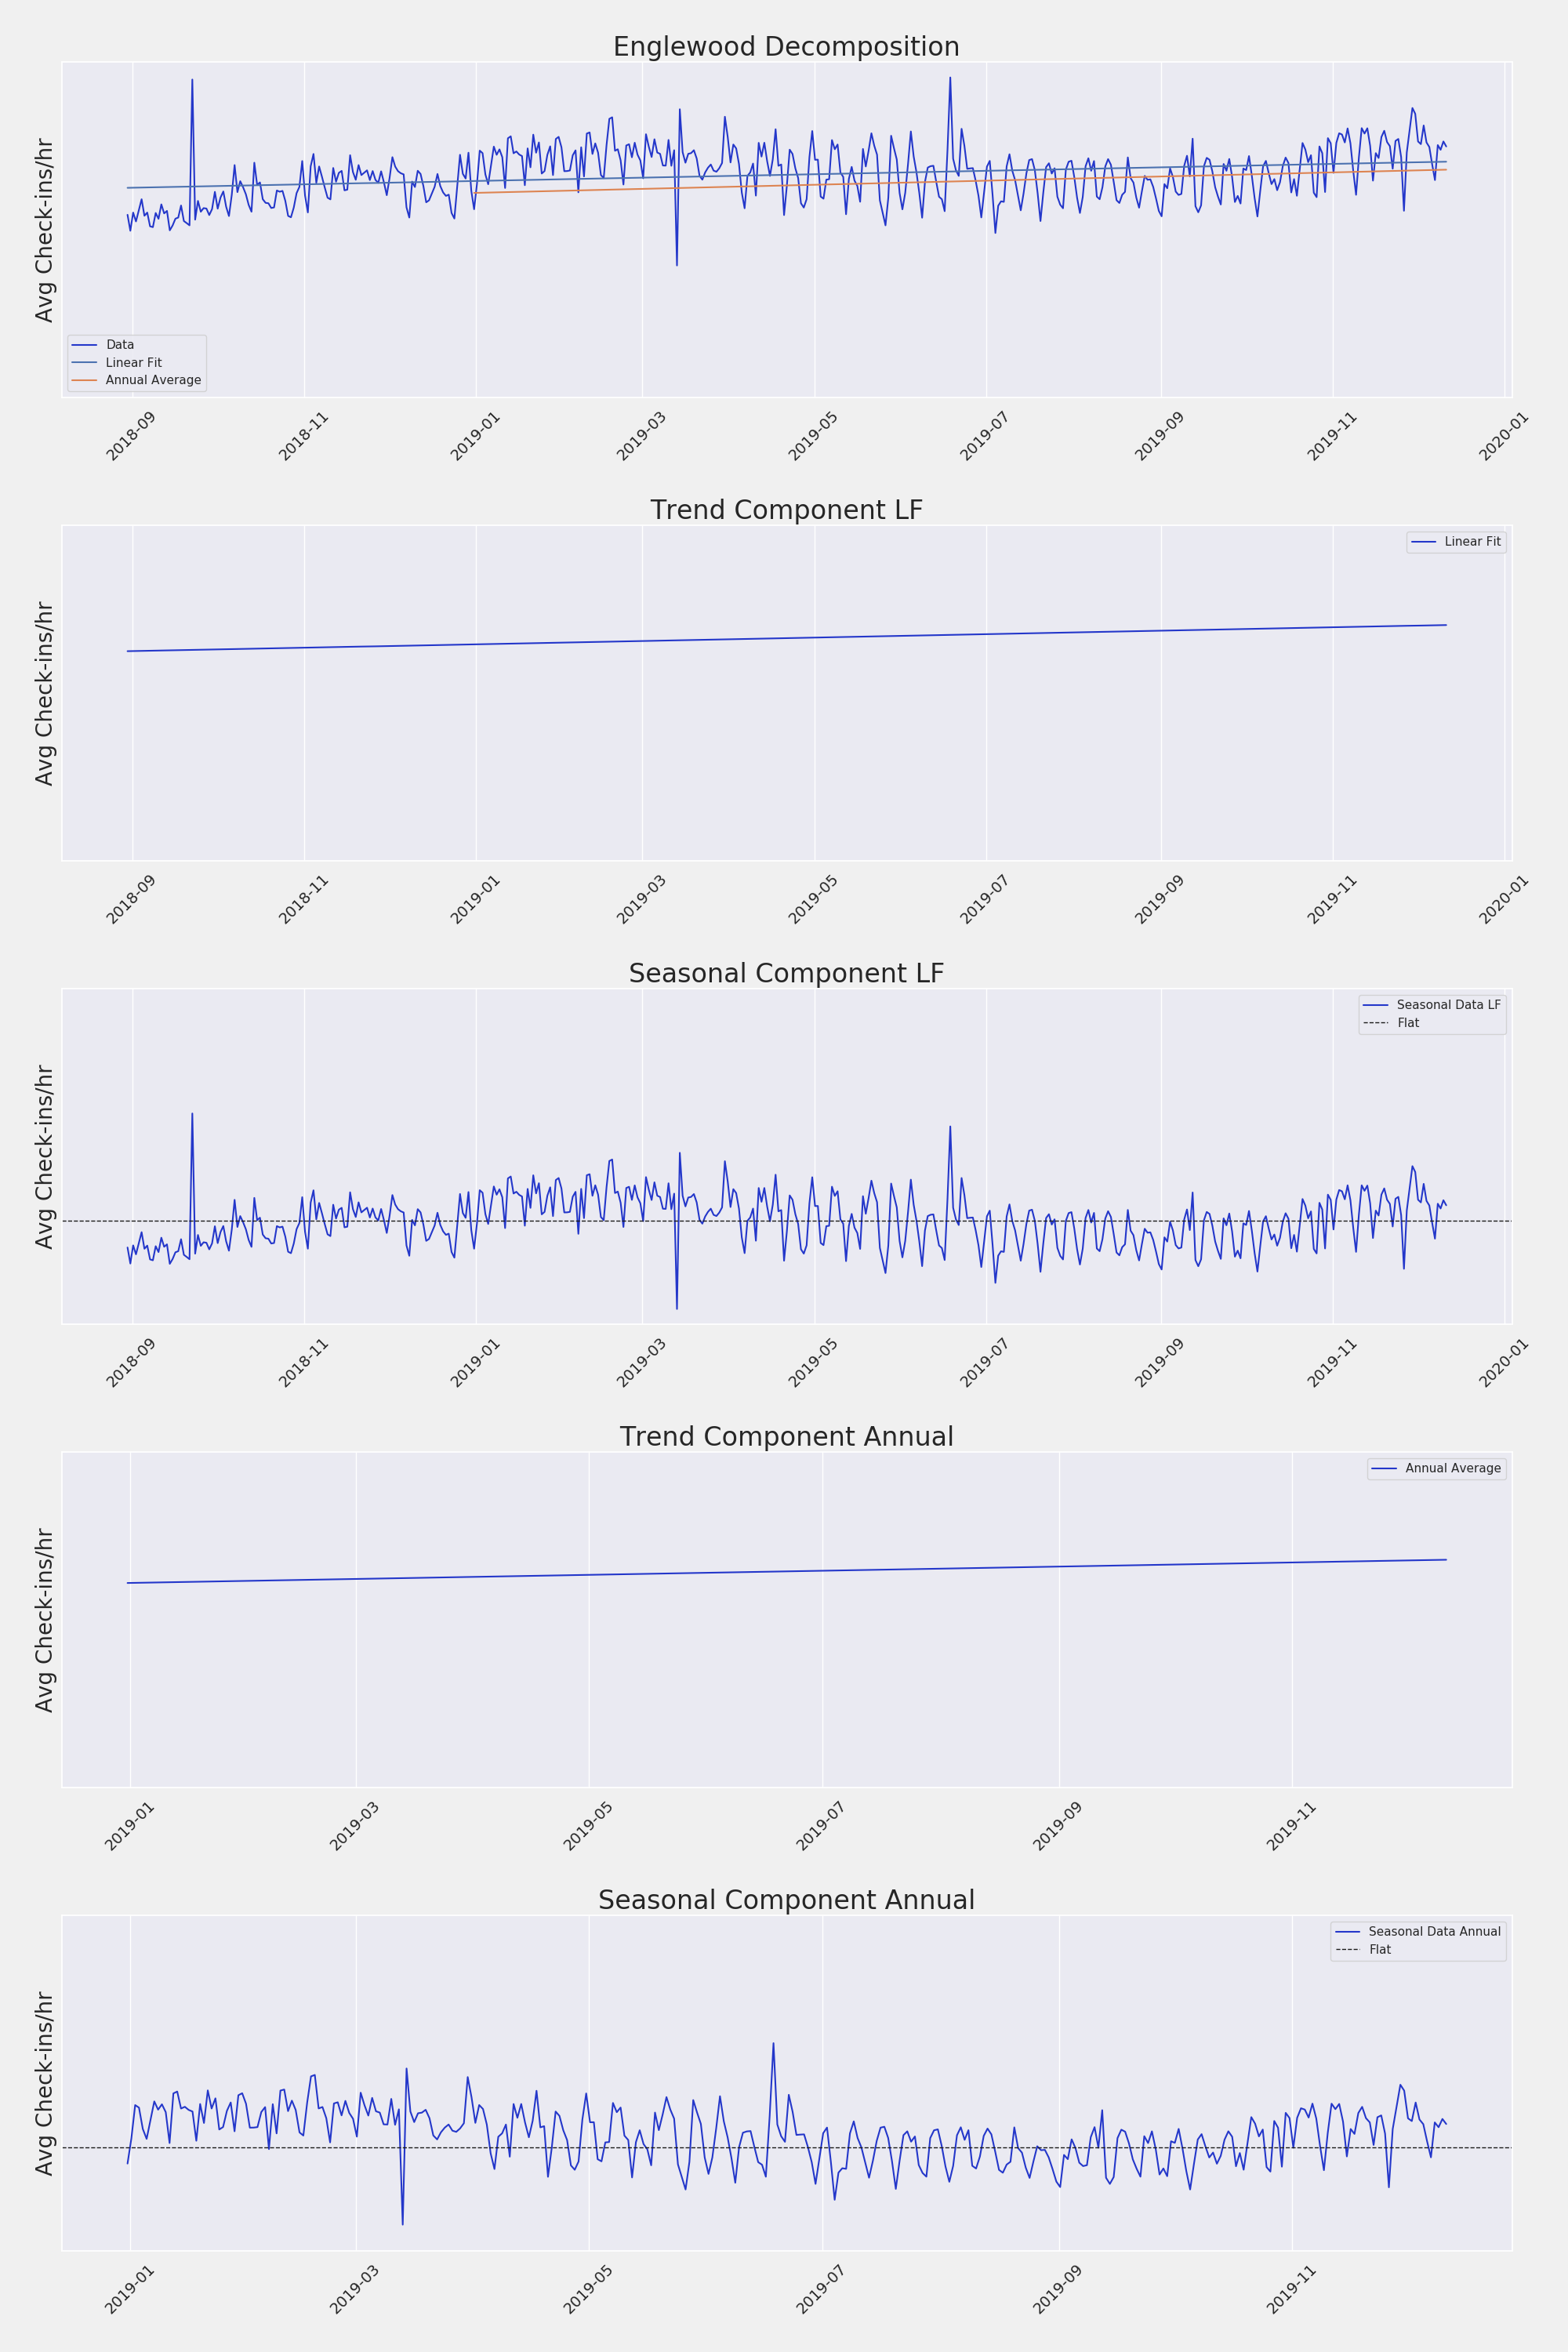 Englewood Decomposition
Avg Check-ins/hr
Data
Linear Fit
Annual Average
2018-09
2018-11
2019-01
2019-03
2019-05
2019-07
2019-09
2019-11
2020-01
Trend Component LF
Avg Check-ins/hr
Linear Fit
2018-09
2018-11
2019-01
2019-03
2019-05
2019-07
2019-09
2019-11
2020-01
Seasonal Component LF
Avg Check-ins/hr
Seasonal Data LF
Flat
2018-09
2018-11
2019-01
2019-03
2019-05
2019-07
2019-09
2019-11
2020-01
Trend Component Annual
Avg Check-ins/hr
Annual Average
2019-01
2019-03
2019-05
2019-07
2019-09
2019-11
Seasonal Component Annual
Avg Check-ins/hr
Seasonal Data Annual
Flat
2019-01
2019-03
2019-05
2019-07
2019-09
2019-11